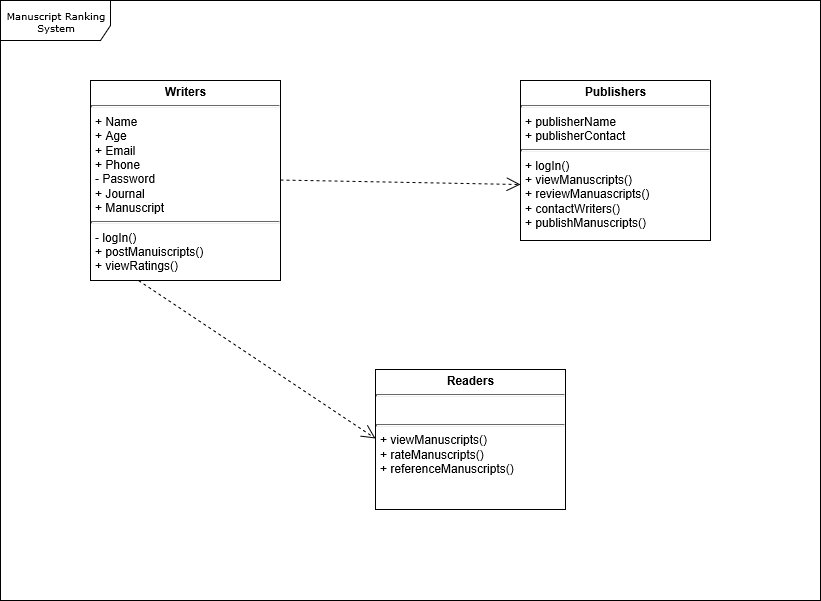 Manuscript Ranking
System
Writers
+ Name
+ Age
+ Email
+ Phone
- Password
+ Journal
+ Manuscript
- logIn()
+ postManuiscripts()
+ viewRatings()
Publishers
+ publisherName
+ publisherContact
+ logIn()
+ viewManuscripts()
+ reviewManuascripts()
+ contactWriters()
+ publishManuscripts()
Readers
+ viewManuscripts()
+ rateManuscripts()
+ referenceManuscripts()